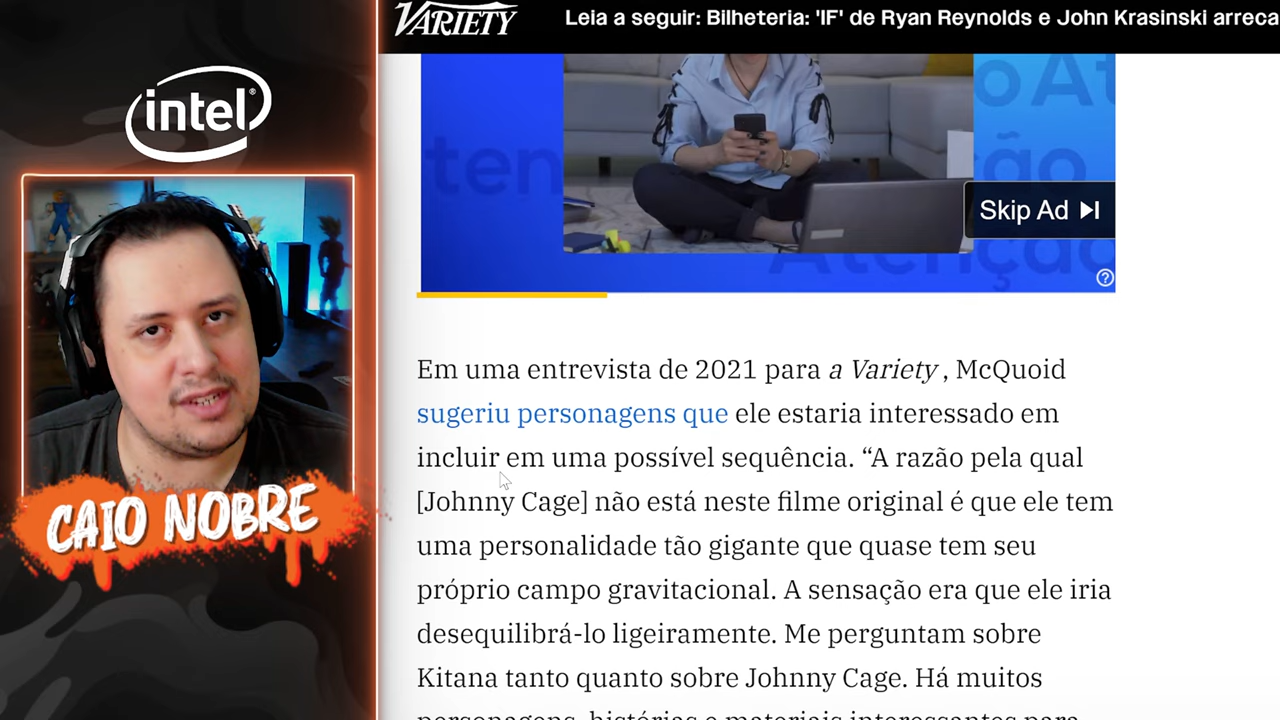 VARIETY
Leia a seguir: Bilheteria: 'IF' de Ryan Reynolds e John Krasinski arreca
intel®
Skip Ad
Em uma entrevista de 2021 para a Variety , McQuoid
sugeriu personagens que ele estaria interessado em
incluir em uma possível sequência. “A razão pela qual
[Johnny Cage] não está neste filme original é que ele tem
uma personalidade tão gigante que quase tem seu
próprio campo gravitacional. A sensação era que ele iria
desequilibrá-lo ligeiramente. Me perguntam sobre
Kitana tanto quanto sobre Johnny Cage. Há muitos
personagens, histórias e materiais interessantes para
CAIO NOBRE